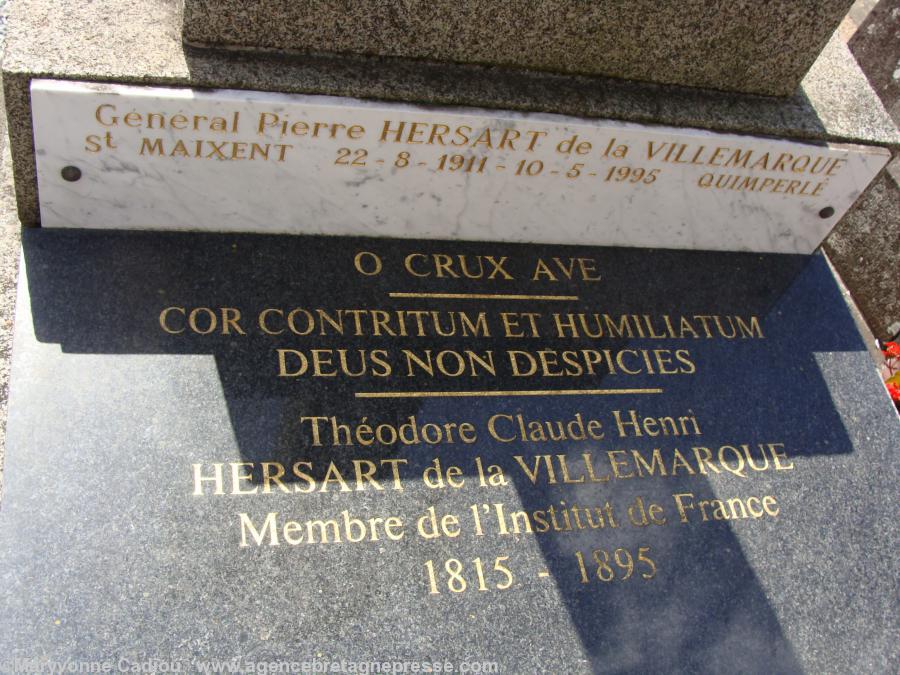 Général Pierre HERSART de la VILLEMARQUÉ
St MAIXENT 22-8-1911-10-5-1995 QUIMPERLÉ
O CRUX AVE
COR CONTRITUM ET HUMILIATUM
DEUS NON DESPICIES
Théodore Claude Henri
HERSART de la VILLEMARQUE
Membre de l'Institut de France
1815 - 1895
©Maryvonne Cadiou. www.agencebretagnepresse.com